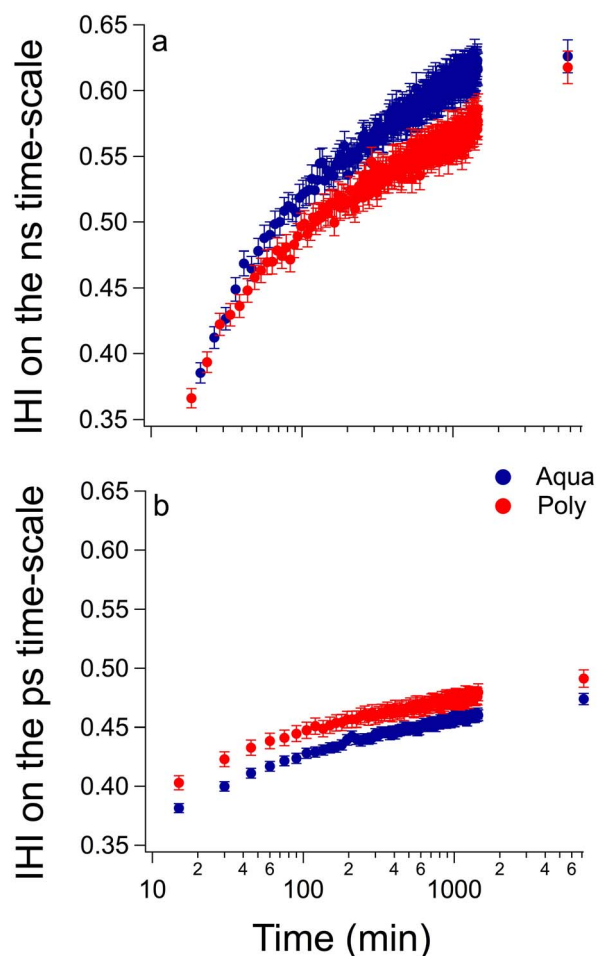 0.65
a
0.60
0.55
0.50
0.45
0.40
0.35
IHI on the ns time-scale
Aqua
Poly
0.65
b
0.60
0.55
0.50
0.45
0.40
0.35
IHI on the ps time-scale
2 4 6 2 4 6 2 4 6
10 100 1000
Time (min)